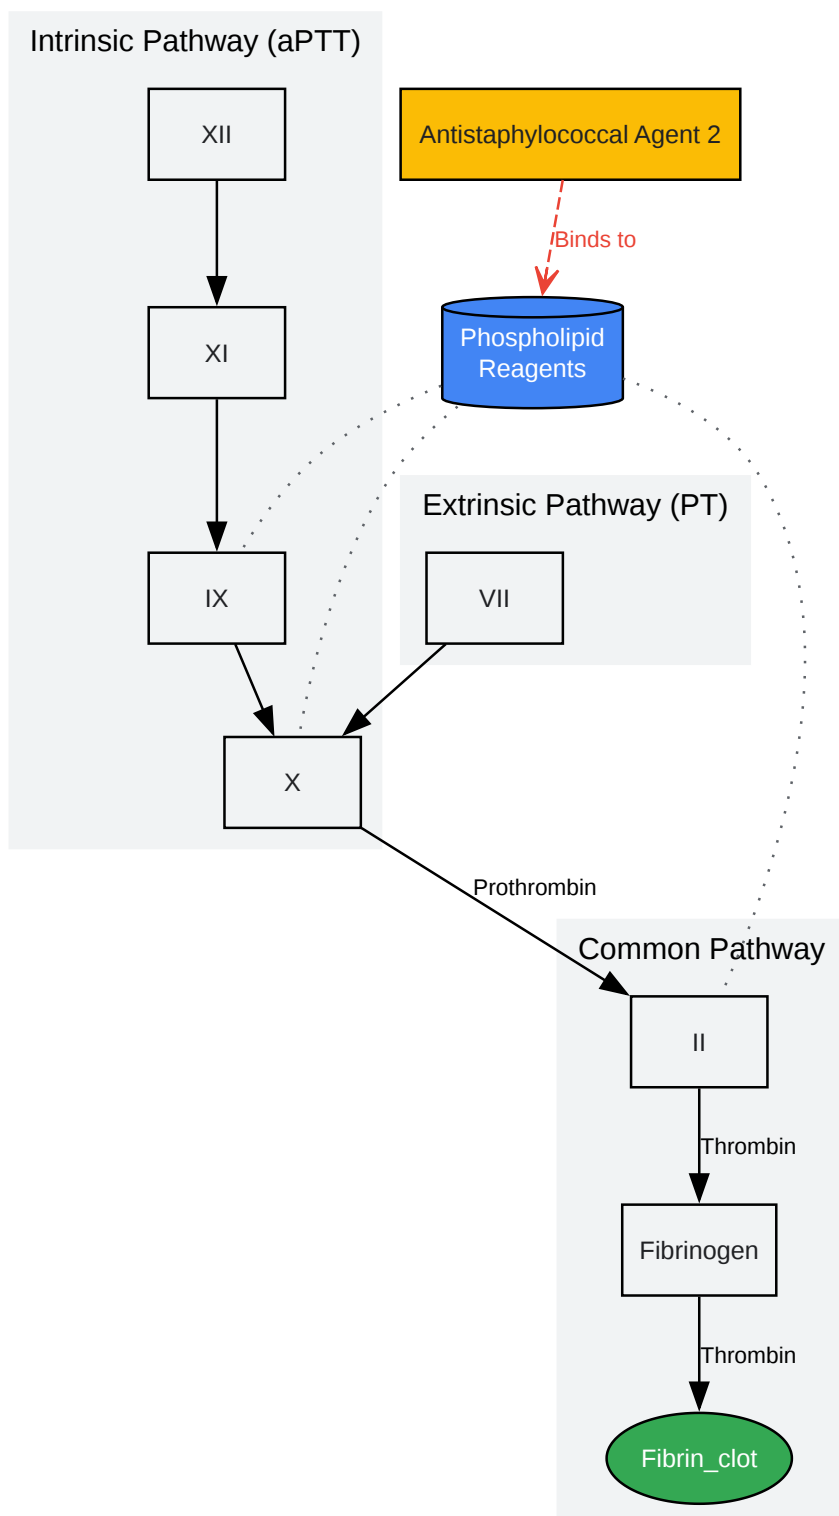 Intrinsic Pathway (aPTT)
XII
Antistaphylococcal Agent 2
Binds to
XI
Phospholipid
Reagents
Extrinsic Pathway (PT)
IX
VII
X
Prothrombin
Common Pathway
II
Thrombin
Fibrinogen
Thrombin
Fibrin_clot